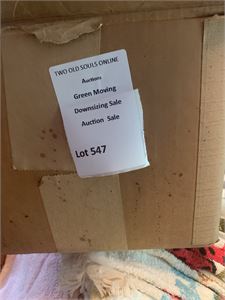 TWO OLD SOULS ONLINE
Auctions
Green Moving
Downsizing Sale
Auction Sale
Lot 547